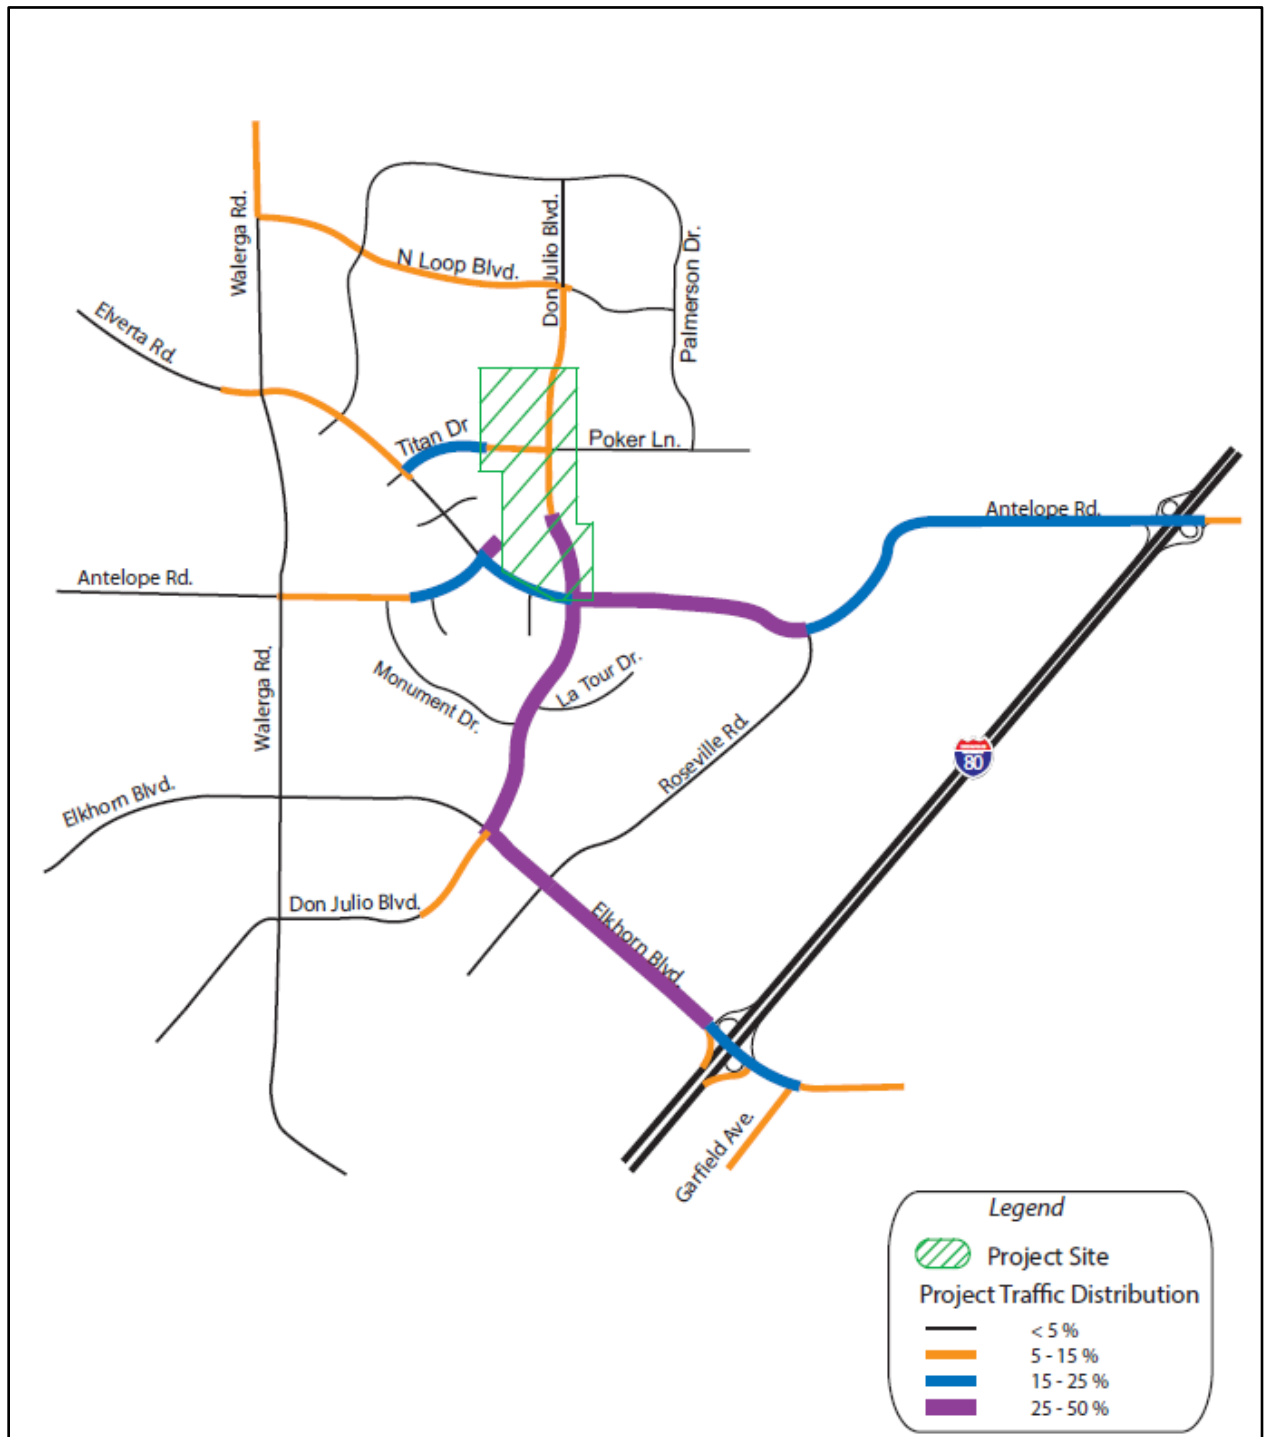 Walerga Rd.
Don Julio Blvd.
N Loop Blvd.
Palmerson Dr.
Elverta Rd.
Titan Dr
Poker Ln.
Antelope Rd.
Antelope Rd.
Walerga Rd.
Monument Dr.
La Tour Dr.
Roseville Rd.
80
Elkhorn Blvd.
Don Julio Blvd.
Elkhorn Blvd.
Garfield Ave.
Legend
Project Site
Project Traffic Distribution
< 5 %
5 - 15 %
15 - 25 %
25 - 50 %